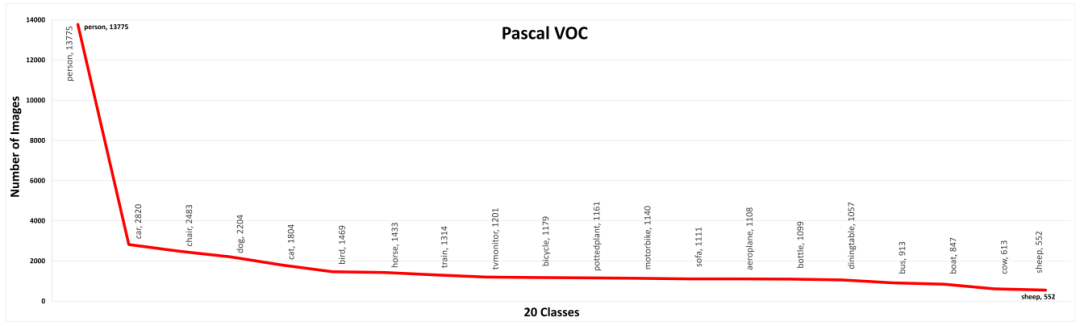 Pascal VOC
Number of Images
14000
12000
10000
8000
6000
4000
2000
0
person, 13775
person, 13775
car, 2820
chair, 2483
dog, 2204
cat, 1804
bird, 1469
horse, 1433
train, 1314
tvmonitor, 1201
bicycle, 1179
pottedplant, 1161
motorbike, 1140
sofa, 1111
aeroplane, 1108
bottle, 1099
diningtable, 1057
bus, 913
boat, 847
cow, 613
sheep, 552
sheep, 552
20 Classes